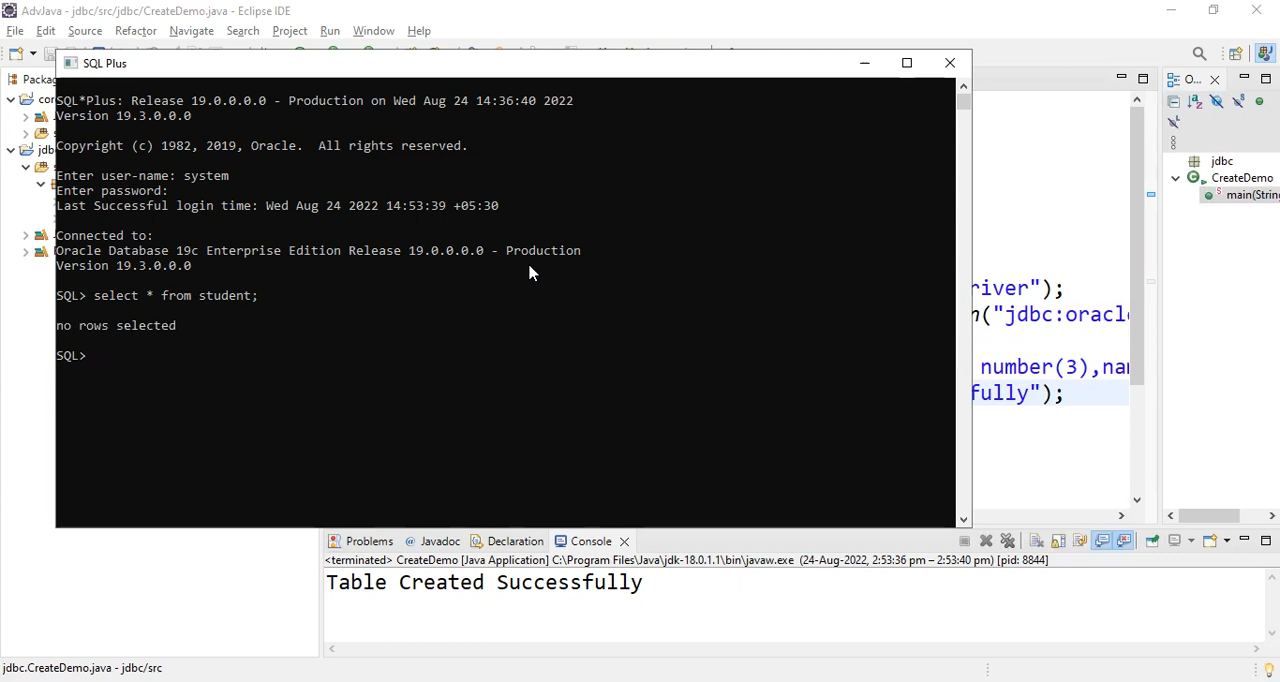 AdvJava - jdbc/src/jdbc/CreateDemo.java - Eclipse IDE
File Edit Source Refactor Navigate Search Project Run Window Help
SQL Plus
SQL*Plus: Release 19.0.0.0.0 - Production on Wed Aug 24 14:36:40 2022
Version 19.3.0.0.0
Copyright (c) 1982, 2019, Oracle.  All rights reserved.
Enter user-name: system
Enter password:
Last Successful login time: Wed Aug 24 2022 14:53:39 +05:30
Connected to:
Oracle Database 19c Enterprise Edition Release 19.0.0.0.0 - Production
Version 19.3.0.0.0
SQL> select * from student;
no rows selected
SQL>
Packa
cor
jdb
river");
n("jdbc:oracl
number(3),nam
fully");
O...
jdbc
CreateDemo
main(String
Problems Javadoc Declaration Console
<terminated> CreateDemo [Java Application] C:\Program Files\Java\jdk-18.0.1.1\bin\javaw.exe (24-Aug-2022, 2:53:36 pm – 2:53:40 pm) [pid: 8844]
Table Created Successfully
jdbc.CreateDemo.java - jdbc/src